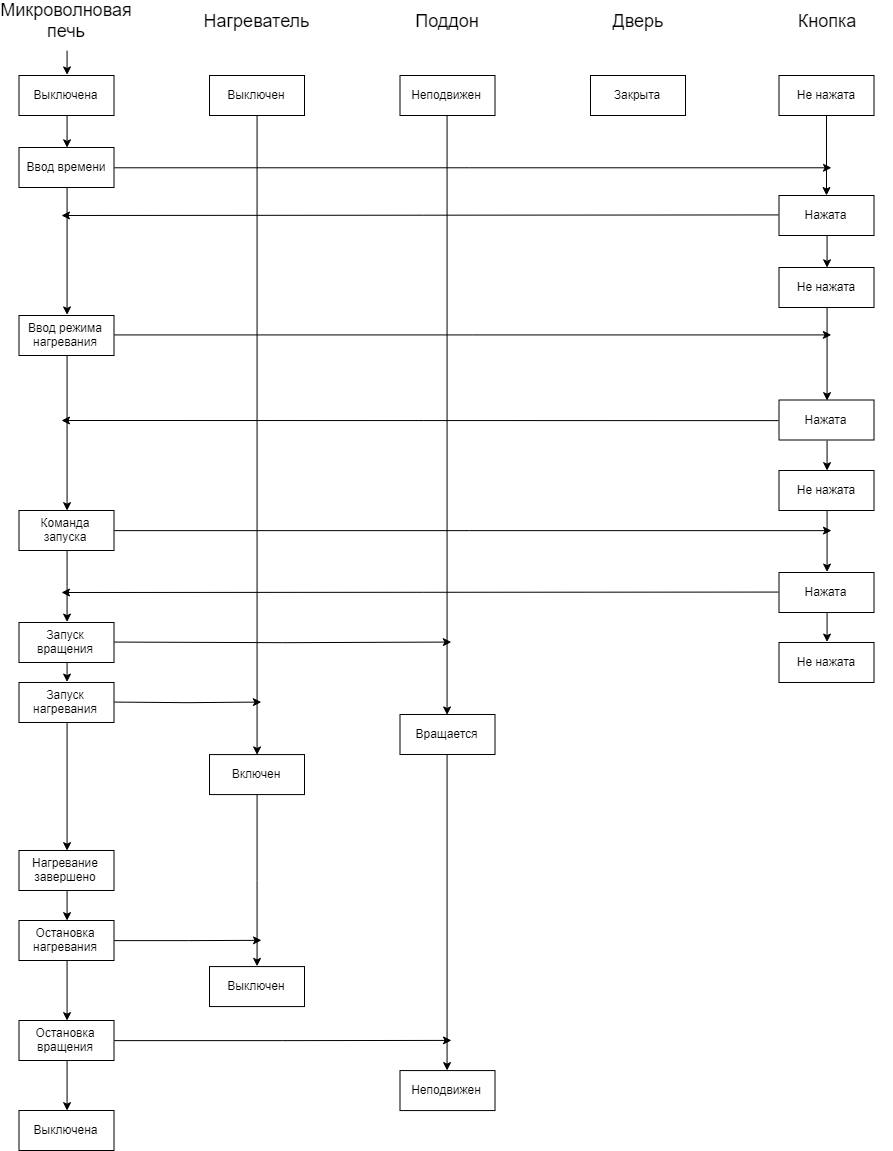 Микроволновая
печь
Нагреватель
Поддон
Дверь
Кнопка
Выключена
Выключен
Неподвижен
Закрыта
Не нажата
Ввод времени
Нажата
Не нажата
Ввод режима
нагревания
Нажата
Не нажата
Команда
запуска
Нажата
Запуск
вращения
Не нажата
Запуск
нагревания
Вращается
Включен
Нагревание
завершено
Остановка
нагревания
Выключен
Остановка
вращения
Неподвижен
Выключена